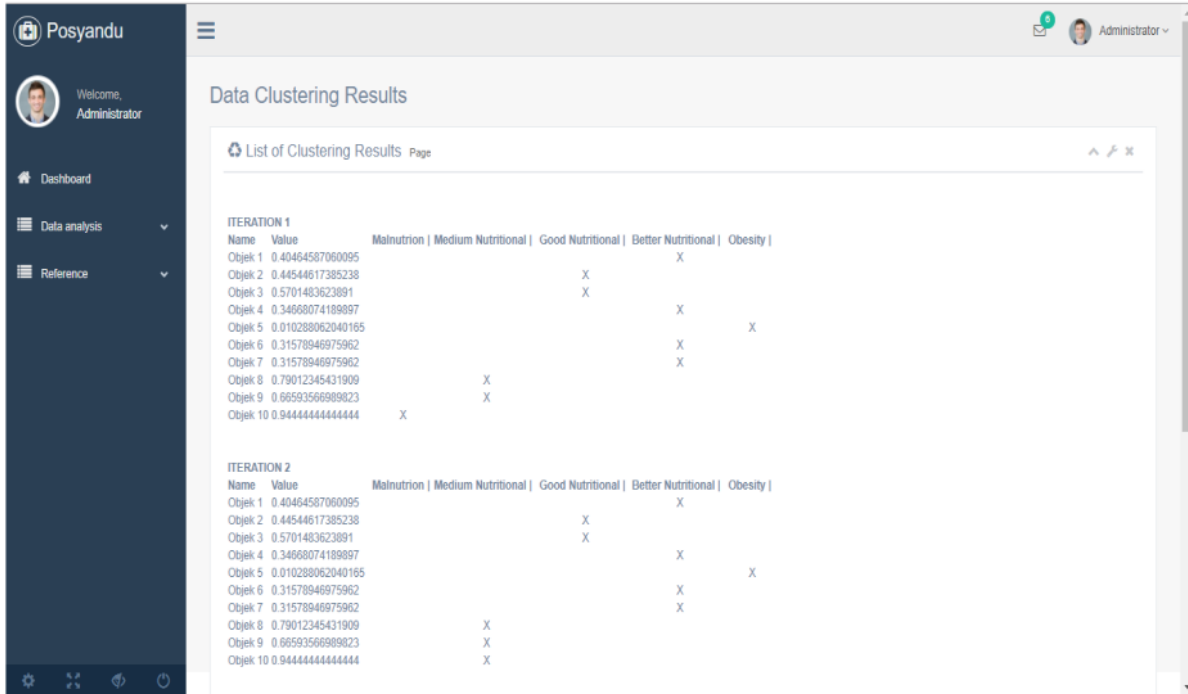 Posyandu
6
Administrator
Welcome,
Administrator
Dashboard
Data analysis
Reference
Data Clustering Results
List of Clustering Results Page
ITERATION 1
Name Value Malnutrion | Medium Nutritional | Good Nutritional | Better Nutritional | Obesity |
Objek 1 0.40464587060095 X
Objek 2 0.44544617385238 X
Objek 3 0.5701483623891 X
Objek 4 0.34668074189897 X
Objek 5 0.010288062040165 X
Objek 6 0.31578946975962 X
Objek 7 0.31578946975962 X
Objek 8 0.79012345431909 X
Objek 9 0.66593566989823 X
Objek 10 0.94444444444444 X
ITERATION 2
Name Value Malnutrion | Medium Nutritional | Good Nutritional | Better Nutritional | Obesity |
Objek 1 0.40464587060095 X
Objek 2 0.44544617385238 X
Objek 3 0.5701483623891 X
Objek 4 0.34668074189897 X
Objek 5 0.010288062040165 X
Objek 6 0.31578946975962 X
Objek 7 0.31578946975962 X
Objek 8 0.79012345431909 X
Objek 9 0.66593566989823 X
Objek 10 0.94444444444444 X